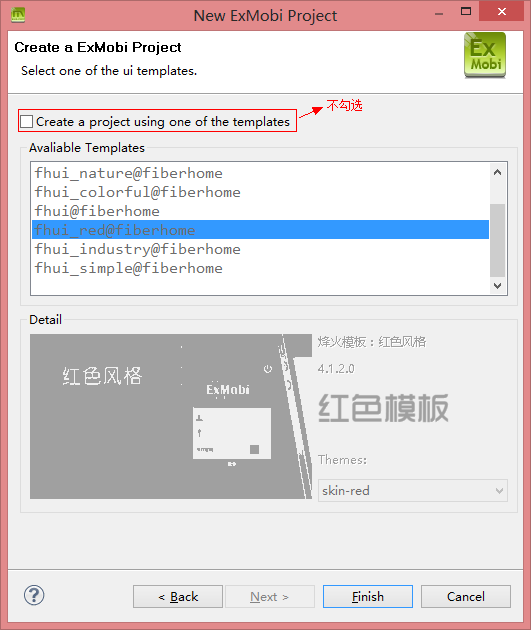 New ExMobi Project
Create a ExMobi Project
Select one of the ui templates.
Ex
Mobi
不勾选
Create a project using one of the templates
Avaliable Templates
fhui_nature@fiberhome
fhui_colorful@fiberhome
fhui@fiberhome
fhui_red@fiberhome
fhui_industry@fiberhome
fhui_simple@fiberhome
Detail
红色风格
ExMobi
烽火模板：红色风格
4.1.2.0
红色模板
Themes:
skin-red
?
< Back
Next >
Finish
Cancel